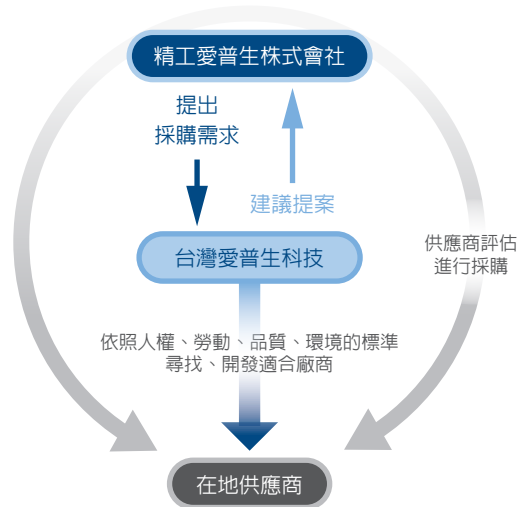 精工愛普生株式會社
提出
採購需求
建議提案
台灣愛普生科技
供應商評估
進行採購
依照人權、勞動、品質、環境的標準
尋找、開發適合廠商
在地供應商